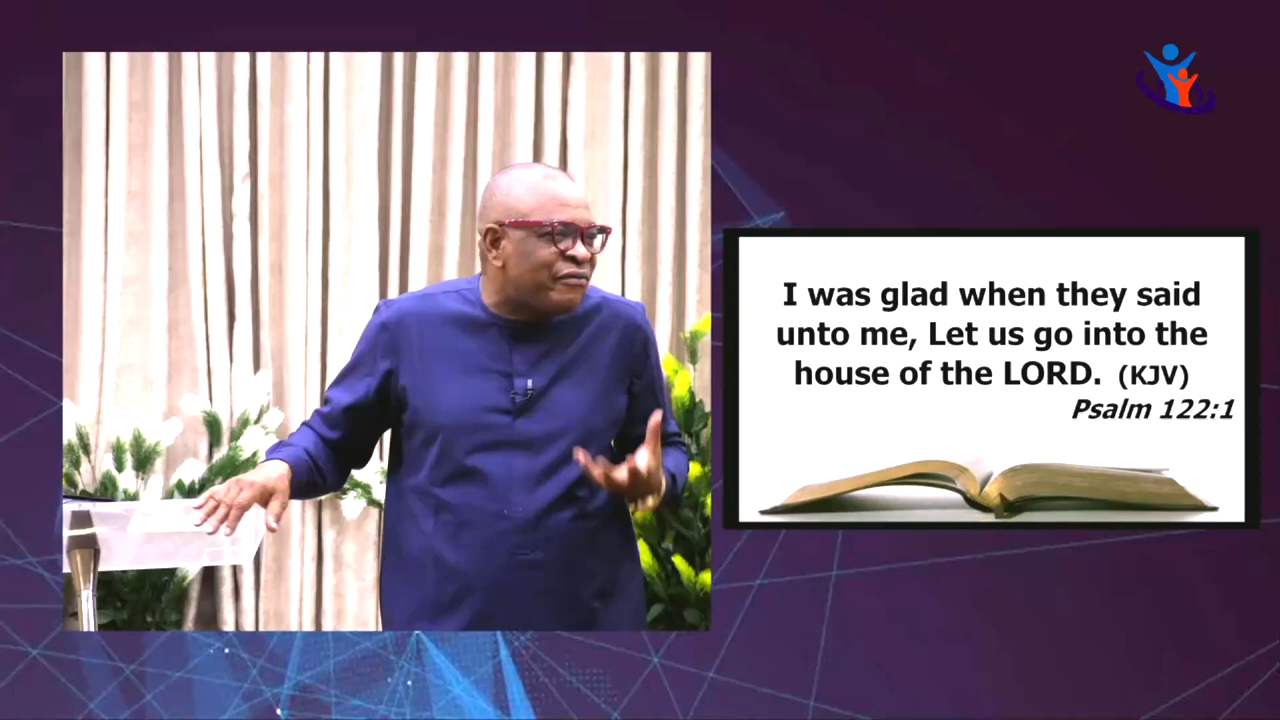 I was glad when they said
unto me, Let us go into the
house of the LORD. (KJV)
Psalm 122:1